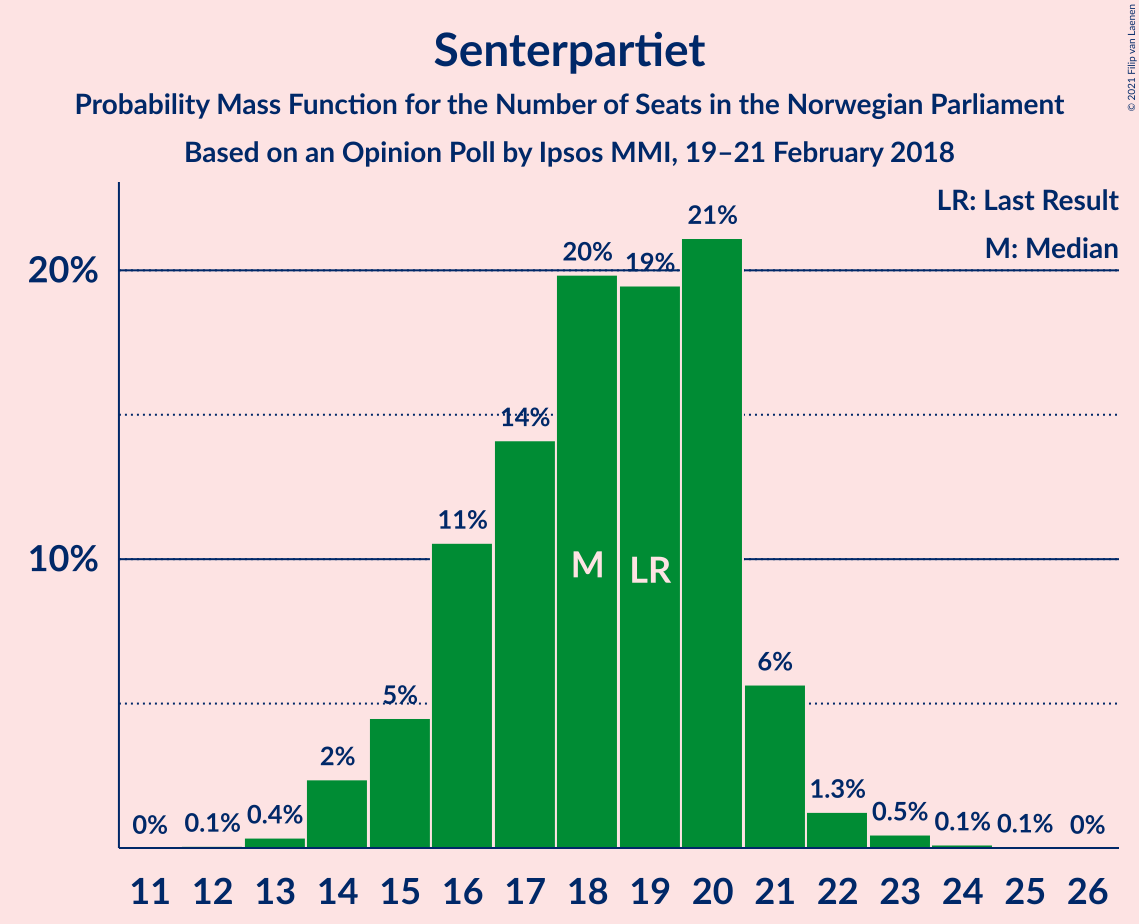 Senterpartiet
Probability Mass Function for the Number of Seats in the Norwegian Parliament
Based on an Opinion Poll by Ipsos MMI, 19–21 February 2018
© 2021 Filip van Laenen
LR: Last Result
M: Median
20%
10%
0% 0.1% 0.4% 2% 5% 11% 14% 20% 19% 21% 6% 1.3% 0.5% 0.1% 0.1% 0%
M LR
11 12 13 14 15 16 17 18 19 20 21 22 23 24 25 26